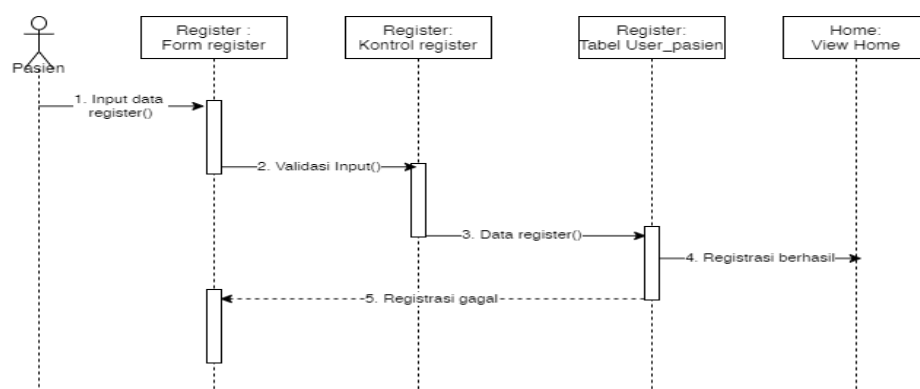 Register :
Form register
Register:
Kontrol register
Register:
Tabel User_pasien
Home:
View Home
Pasien
1. Input data
register()
2. Validasi Input()
3. Data register()
4. Registrasi berhasil
5. Registrasi gagal